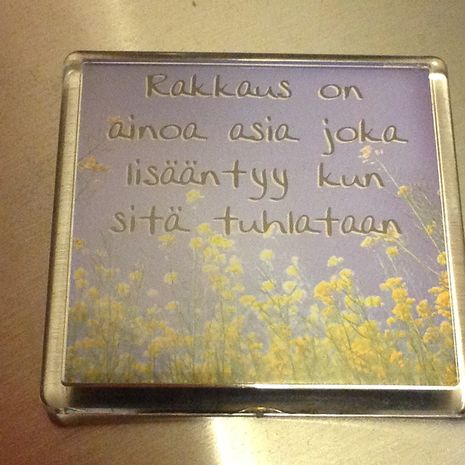 Rakkaus on
ainoa asia joka
lisääntyy kun
sitä tuhlataan